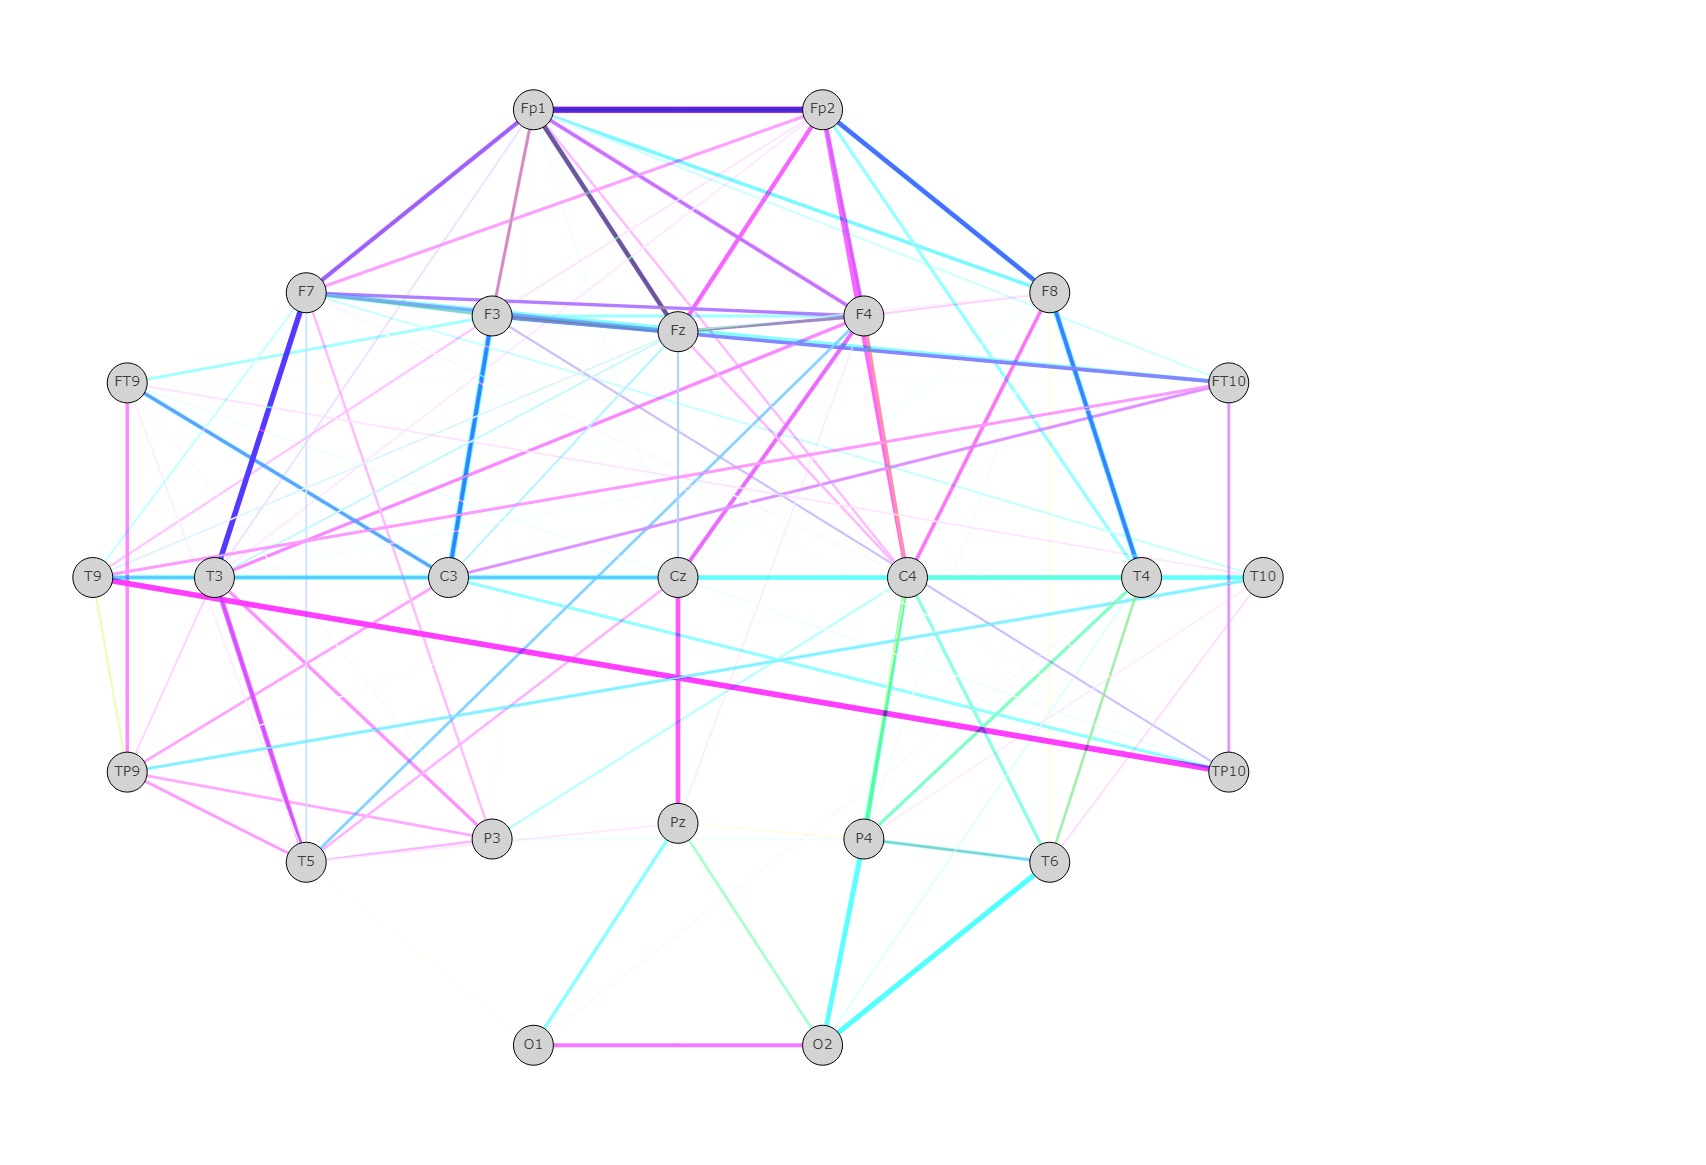 Fp1 Fp2
F7 F3 Fz F4 F8
FT9 FT10
T9 T3 C3 Cz C4 T4 T10
TP9 TP10
T5 P3 Pz P4 T6
O1 O2